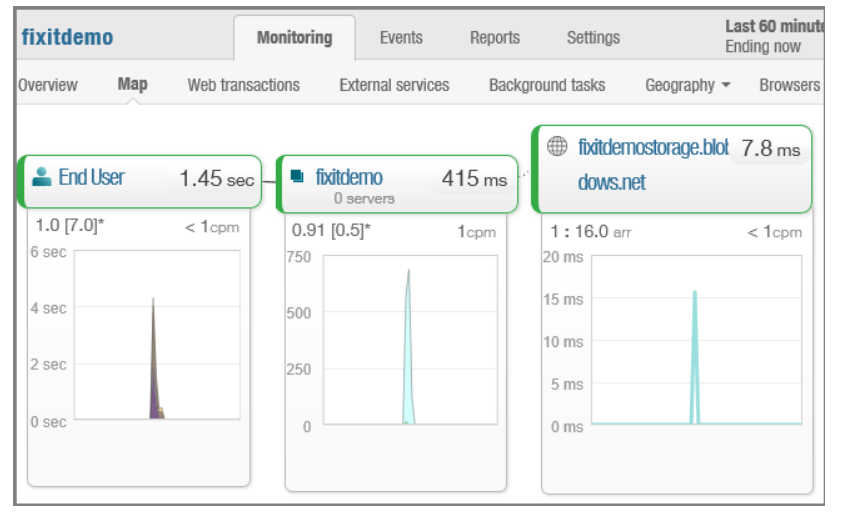 fixitdemo
Monitoring
Events
Reports
Settings
Last 60 minute
Ending now
Overview
Map
Web transactions
External services
Background tasks
Geography
Browsers
End User
1.45 sec
1.0 [7.0]*
< 1cpm
6 sec
4 sec
2 sec
0 sec
fixitdemo
415 ms
0 servers
0.91 [0.5]*
1cpm
750
500
250
0
fixitdemostorage.blob
7.8 ms
dows.net
1 : 16.0 arr
< 1cpm
20 ms
15 ms
10 ms
5 ms
0 ms